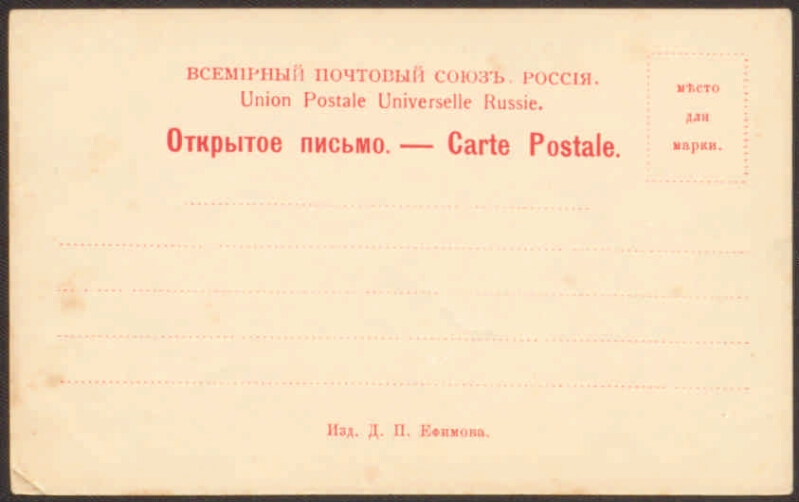 ВСЕМІРНЫЙ ПОЧТОВЫЙ СОЮЗЪ. РОССІЯ.
Union Postale Universelle Russie.
Открытое письмо. — Carte Postale.
мѣсто
для
марки.
Изд. Д. П. Ефимова.